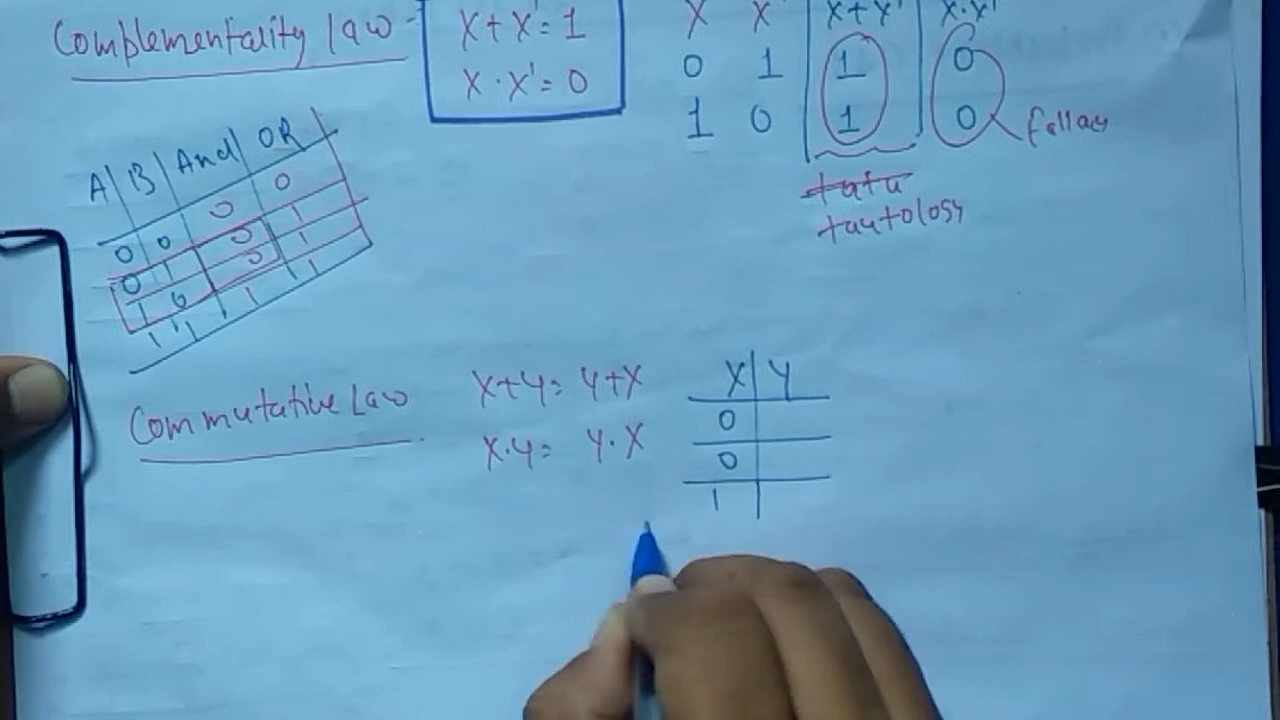 Complementality law -
X + X' = 1
X · X' = 0
X X X+X' X·X'
0 1 1 0
1 0 1 0
fallacy
tatu
tautology
A B And OR
0 0 0 0
0 1 0 1
1 0 0 1
1 1 1 1
Commutative Law
X+Y = Y+X
X·Y = Y·X
X Y
0
0
1